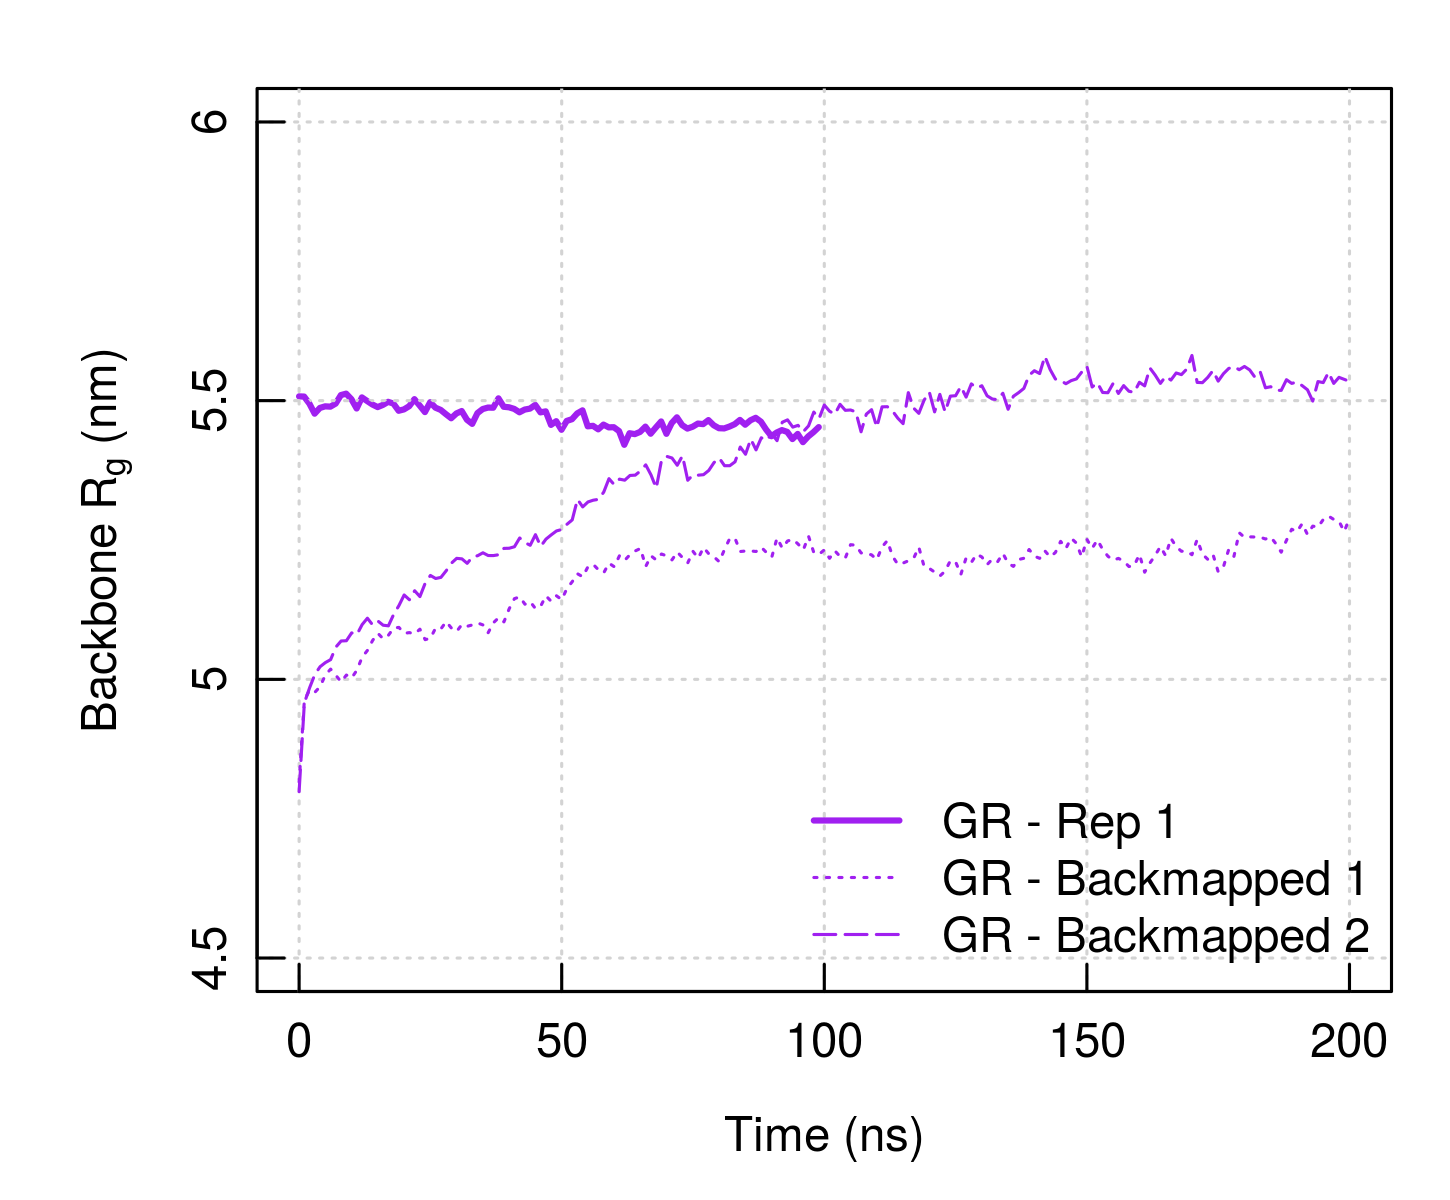 Backbone Rg (nm)
6
5.5
5
4.5
GR - Rep 1
GR - Backmapped 1
GR - Backmapped 2
0 50 100 150 200
Time (ns)